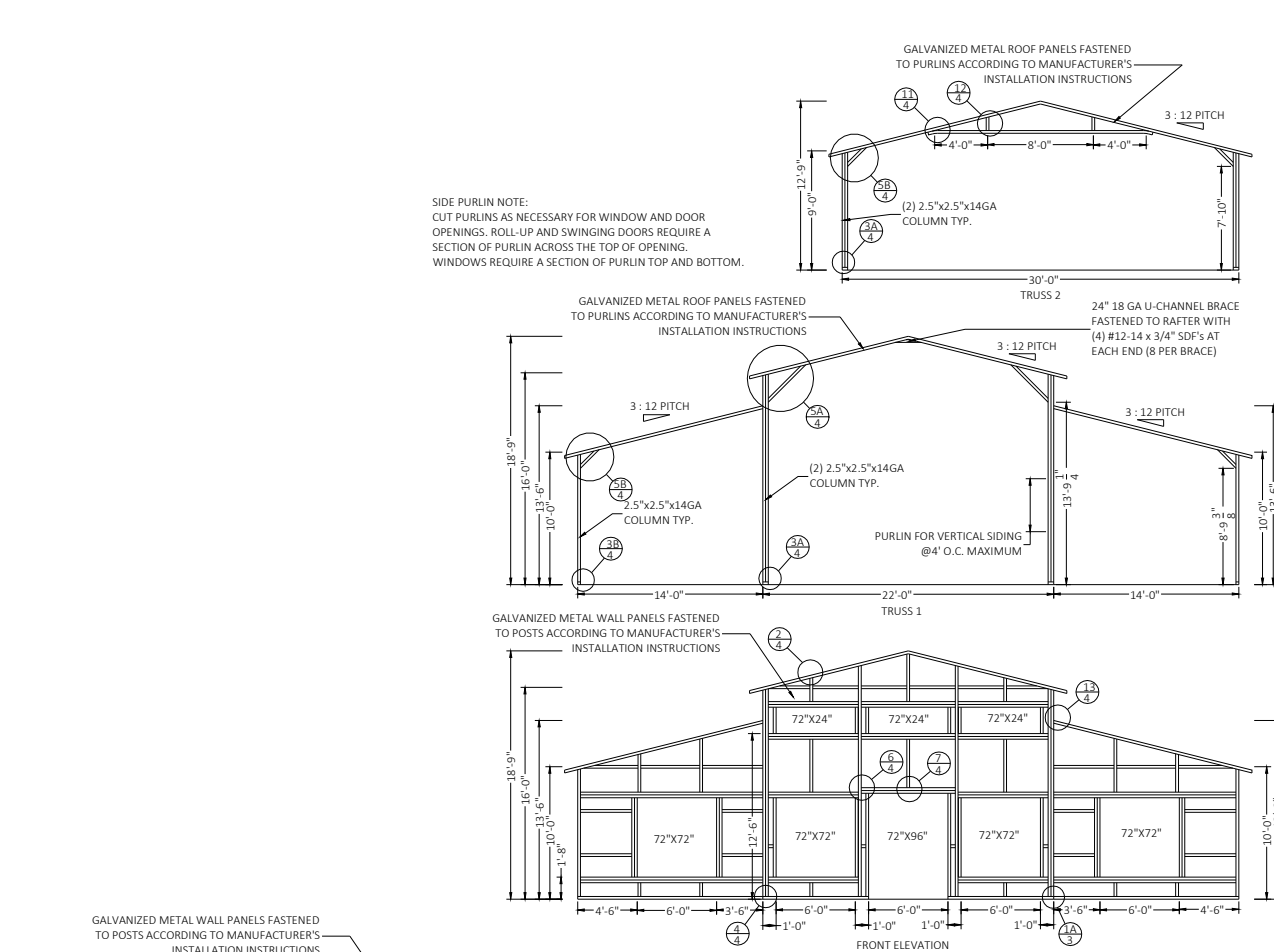 GALVANIZED METAL ROOF PANELS FASTENED
TO PURLINS ACCORDING TO MANUFACTURER'S
INSTALLATION INSTRUCTIONS
11
4
12
4
3 : 12 PITCH
4'-0"
8'-0"
4'-0"
12'-9"
9'-0"
5B
4
(2) 2.5"x2.5"x14GA
COLUMN TYP.
3A
4
7'-10"
30'-0"
TRUSS 2
SIDE PURLIN NOTE:
CUT PURLINS AS NECESSARY FOR WINDOW AND DOOR
OPENINGS. ROLL-UP AND SWINGING DOORS REQUIRE A
SECTION OF PURLIN ACROSS THE TOP OF OPENING.
WINDOWS REQUIRE A SECTION OF PURLIN TOP AND BOTTOM.
GALVANIZED METAL ROOF PANELS FASTENED
TO PURLINS ACCORDING TO MANUFACTURER'S
INSTALLATION INSTRUCTIONS
24" 18 GA U-CHANNEL BRACE
FASTENED TO RAFTER WITH
(4) #12-14 x 3/4" SDF's AT
EACH END (8 PER BRACE)
3 : 12 PITCH
3 : 12 PITCH
3 : 12 PITCH
5A
4
18'-9"
16'-0"
13'-6"
10'-0"
5B
4
2.5"x2.5"x14GA
COLUMN TYP.
(2) 2.5"x2.5"x14GA
COLUMN TYP.
13'-9 1/4"
8'-9 3/8"
10'-0"
PURLIN FOR VERTICAL SIDING
@4' O.C. MAXIMUM
3B
4
3A
4
14'-0"
22'-0"
14'-0"
TRUSS 1
GALVANIZED METAL WALL PANELS FASTENED
TO POSTS ACCORDING TO MANUFACTURER'S
INSTALLATION INSTRUCTIONS
2
4
13
4
72"X24"
72"X24"
72"X24"
18'-9"
16'-0"
13'-6"
10'-0"
1'-8"
12'-6"
6
4
7
4
72"X72"
72"X72"
72"X96"
72"X72"
72"X72"
10'-0"
4'-6"
6'-0"
3'-6"
6'-0"
6'-0"
6'-0"
3'-6"
6'-0"
4'-6"
1'-0"
1'-0"
1'-0"
1'-0"
4
4
1A
3
FRONT ELEVATION
GALVANIZED METAL WALL PANELS FASTENED
TO POSTS ACCORDING TO MANUFACTURER'S
INSTALLATION INSTRUCTIONS